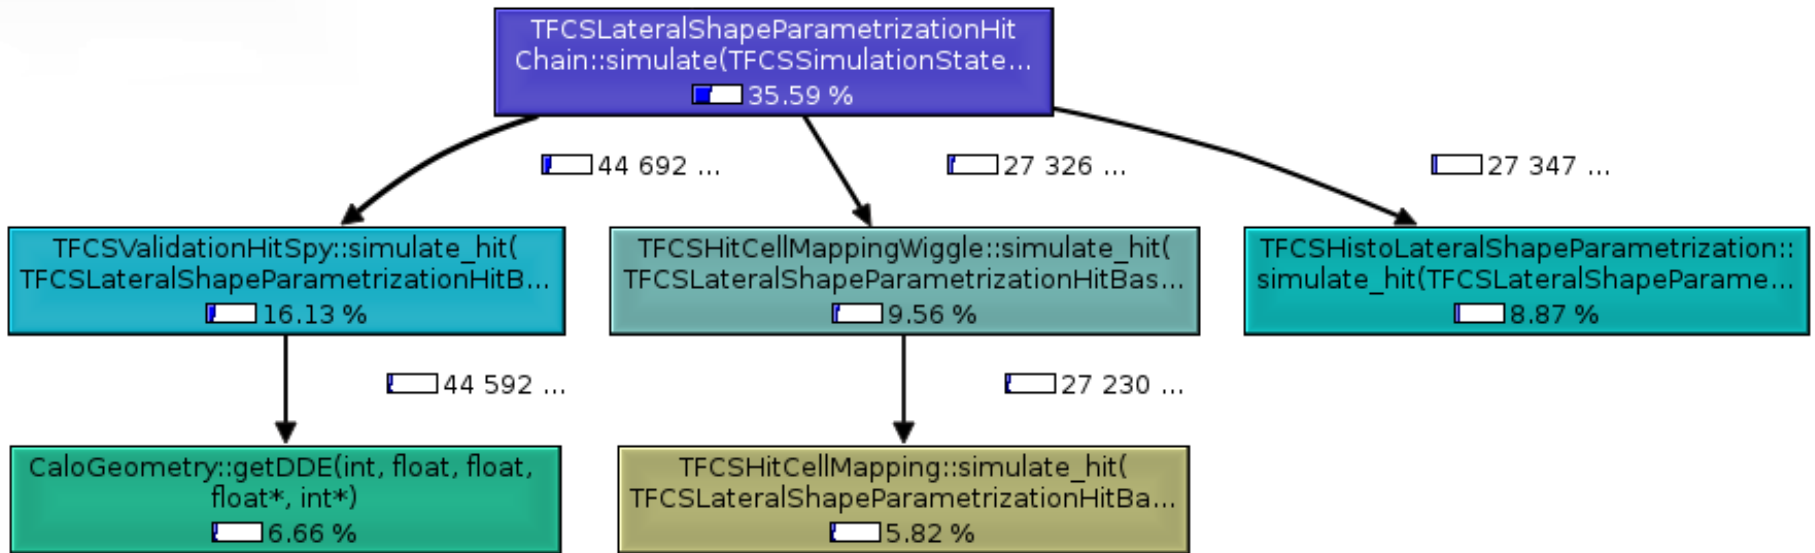 TFCSLateralShapeParametrizationHit
Chain::simulate(TFCSSimulationState...
35.59 %
44 692 ...
27 326 ...
27 347 ...
TFCSValidationHitSpy::simulate_hit(
TFCSLateralShapeParametrizationHitB...
16.13 %
TFCSHitCellMappingWiggle::simulate_hit(
TFCSLateralShapeParametrizationHitBas...
9.56 %
TFCSHistoLateralShapeParametrization::
simulate_hit(TFCSLateralShapeParame...
8.87 %
44 592 ...
27 230 ...
CaloGeometry::getDDE(int, float, float,
float*, int*)
6.66 %
TFCSHitCellMapping::simulate_hit(
TFCSLateralShapeParametrizationHitBa...
5.82 %